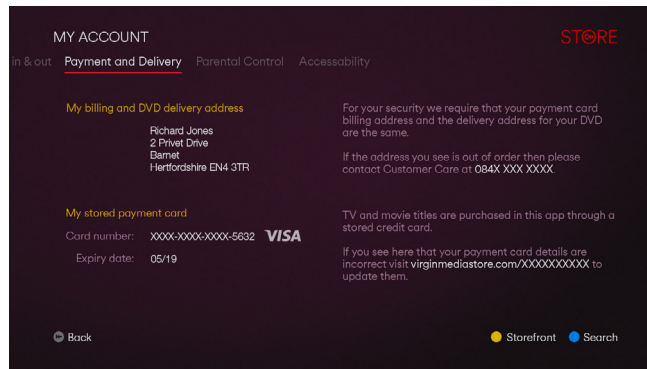 MY ACCOUNT
STORE
in & out Payment and Delivery Parental Control Accessability
My billing and DVD delivery address
Richard Jones
2 Privet Drive
Barnet
Hertfordshire EN4 3TR
For your security we require that your payment card
billing address and the delivery address for your DVD
are the same.
If the address you see is out of order then please
contact Customer Care at 084X XXX XXXX.
My stored payment card
Card number: XXXX-XXXX-XXXX-5632 VISA
Expiry date: 05/19
TV and movie titles are purchased in this app through a
stored credit card.
If you see here that your payment card details are
incorrect visit virginmediastore.com/XXXXXXXXXX to
update them.
Back
Storefront
Search